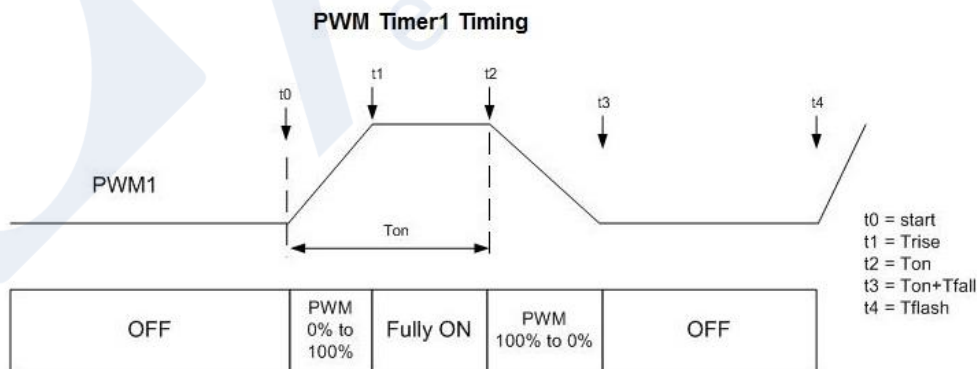 PWM Timer1 Timing
t0
t1
t2
t3
t4
PWM1
Ton
t0 = start
t1 = Trise
t2 = Ton
t3 = Ton+Tfall
t4 = Tflash
OFF
PWM
0% to
100%
Fully ON
PWM
100% to 0%
OFF